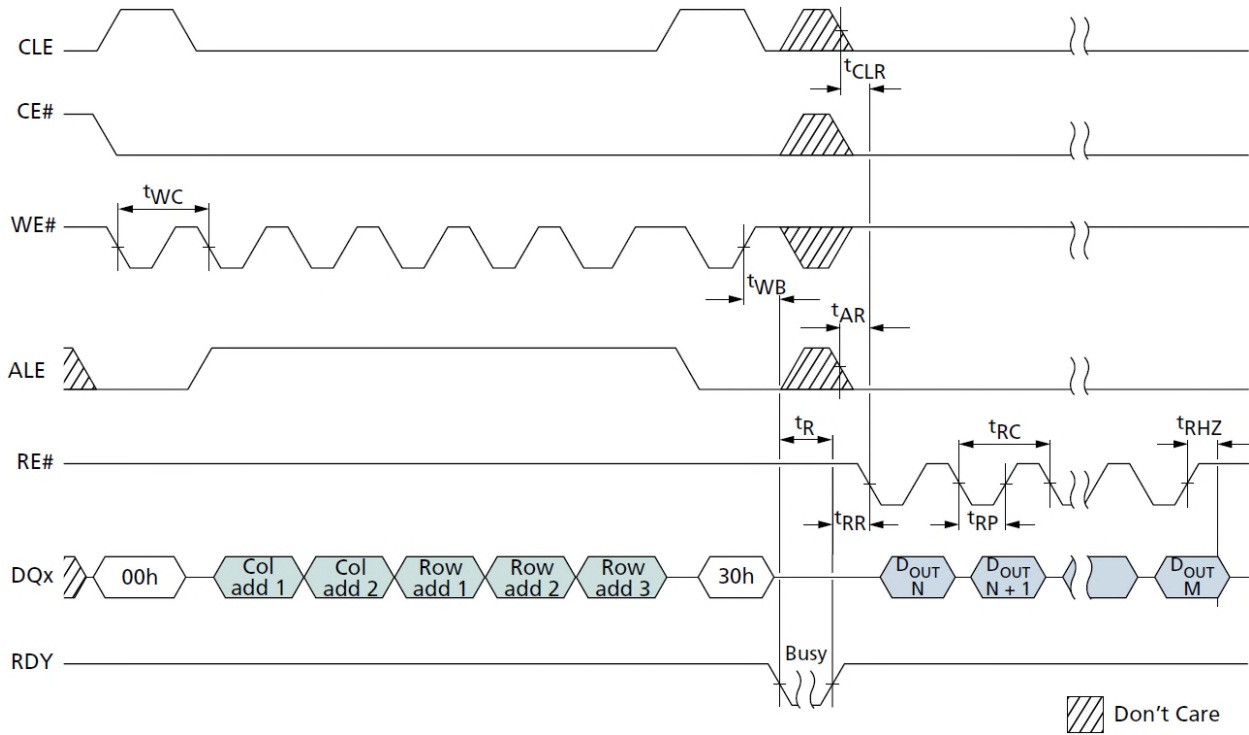 CLE
tCLR
CE#
tWC
WE#
tWB
tAR
ALE
tR
tRC
tRHZ
RE#
tRR
tRP
DQx
00h
Col
add 1
Col
add 2
Row
add 1
Row
add 2
Row
add 3
30h
DOUT
N
DOUT
N + 1
DOUT
M
RDY
Busy
Don't Care